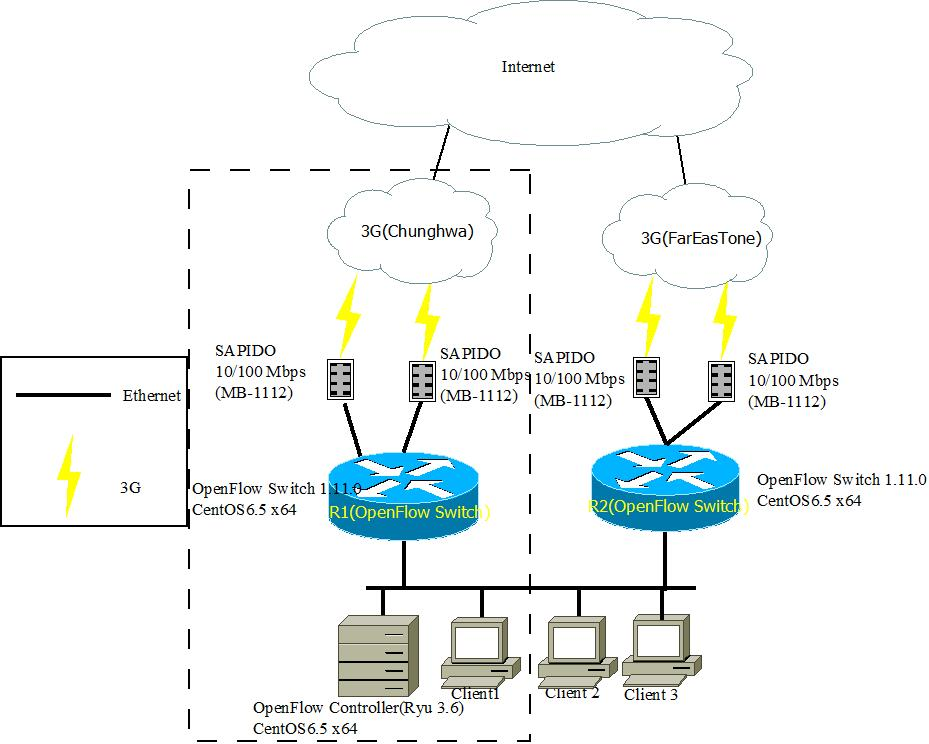 Internet
3G(Chunghwa)
3G(FarEasTone)
SAPIDO
10/100 Mbps
(MB-1112)
SAPIDO
10/100 Mbps
(MB-1112)
SAPIDO
10/100 Mbps
(MB-1112)
SAPIDO
10/100 Mbps
(MB-1112)
Ethernet
3G
OpenFlow Switch 1.11.0
CentOS6.5 x64
R1(OpenFlow Switch)
R2(OpenFlow Switch)
OpenFlow Switch 1.11.0
CentOS6.5 x64
Client1
Client 2
Client 3
OpenFlow Controller(Ryu 3.6)
CentOS6.5 x64